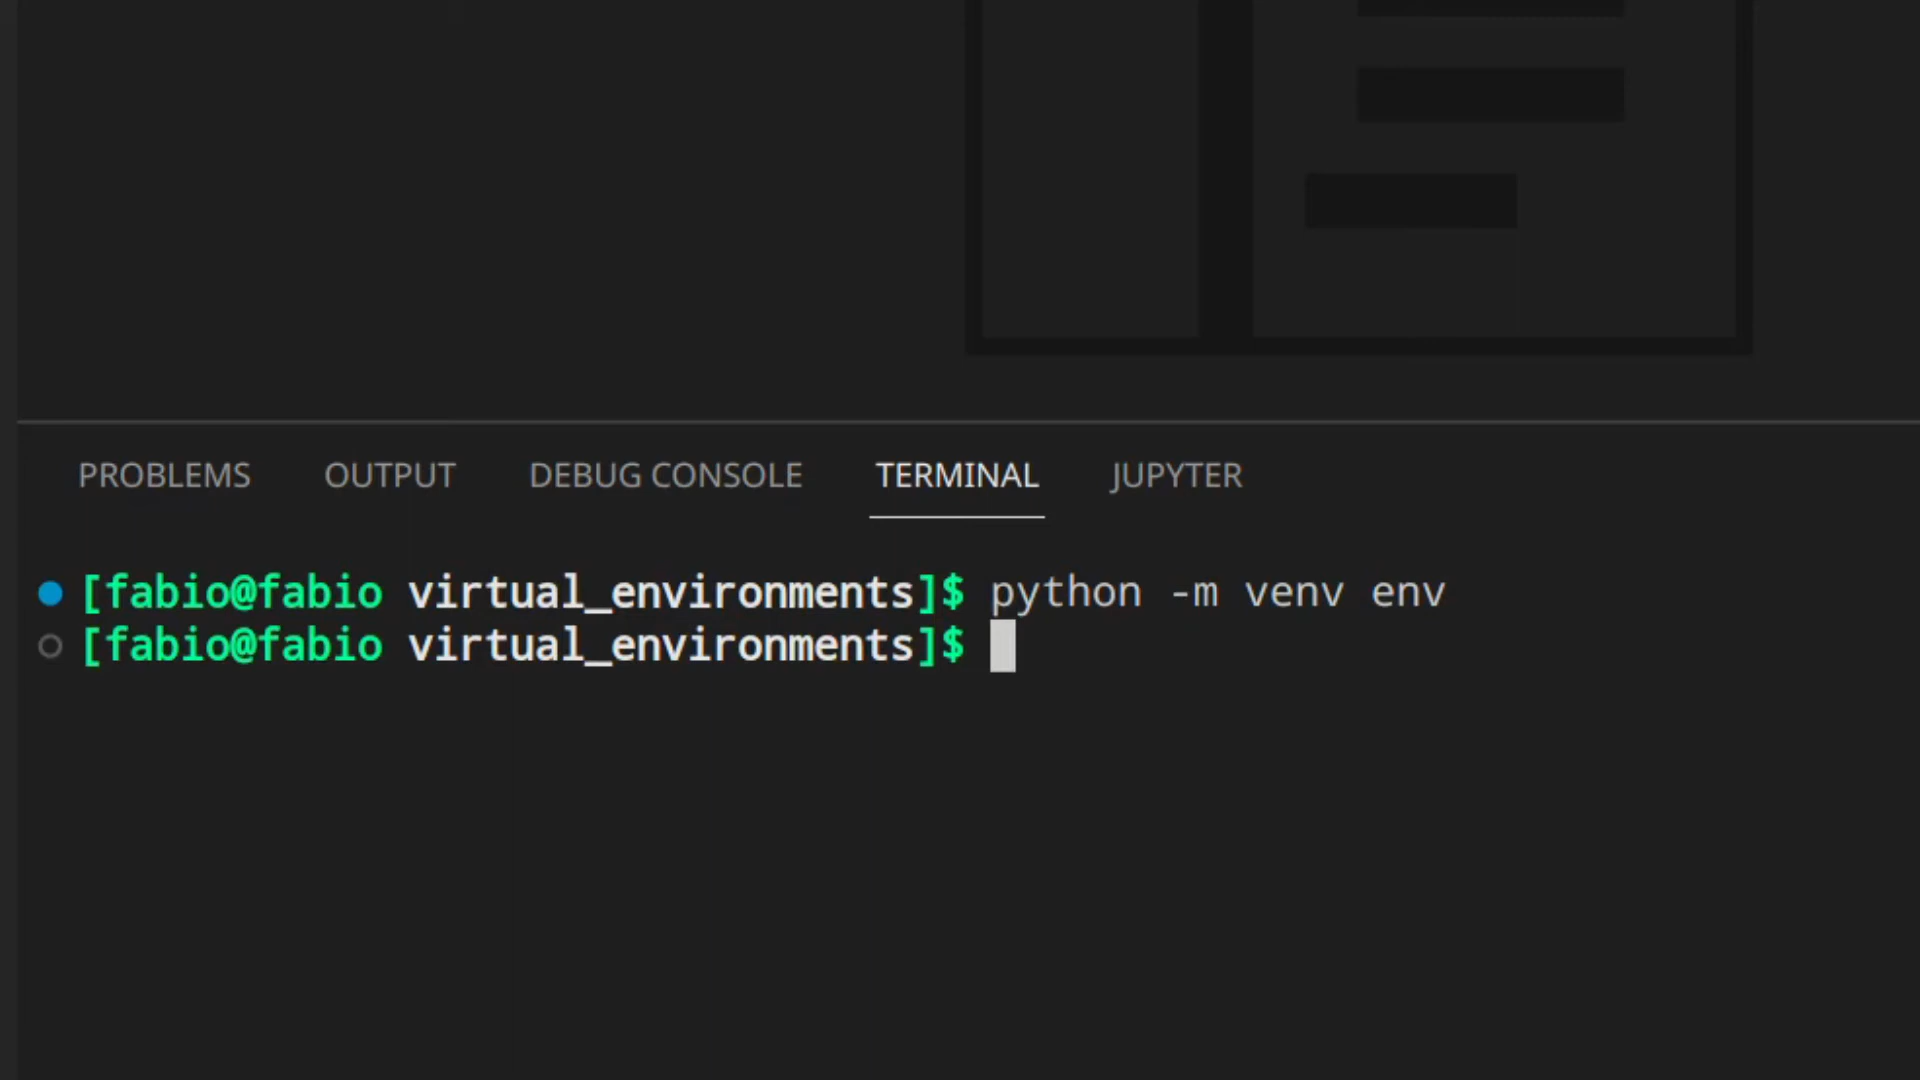 PROBLEMS OUTPUT DEBUG CONSOLE TERMINAL JUPYTER
[fabio@fabio virtual_environments]$ python -m venv env
[fabio@fabio virtual_environments]$